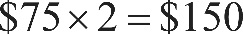 $75 × 2 = $150